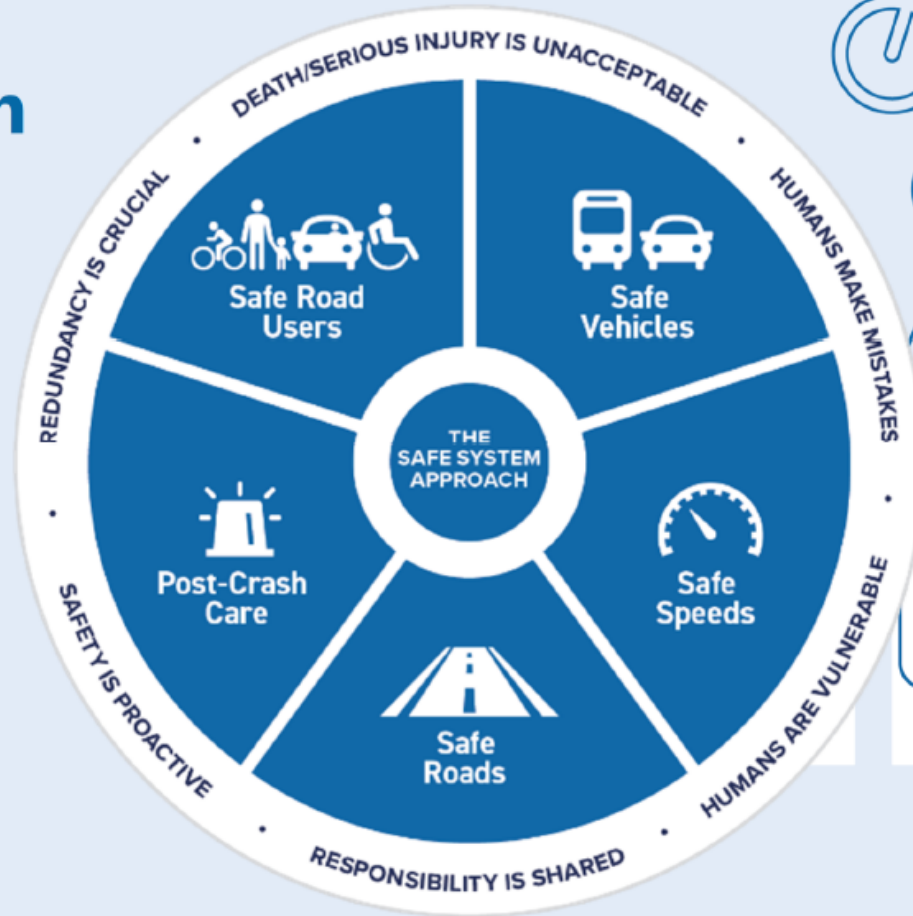 DEATH/SERIOUS INJURY IS UNACCEPTABLE
HUMANS MAKE MISTAKES
HUMANS ARE VULNERABLE
RESPONSIBILITY IS SHARED
SAFETY IS PROACTIVE
REDUNDANCY IS CRUCIAL
Safe Road
Users
Safe
Vehicles
Safe
Speeds
Safe
Roads
Post-Crash
Care
THE
SAFE SYSTEM
APPROACH